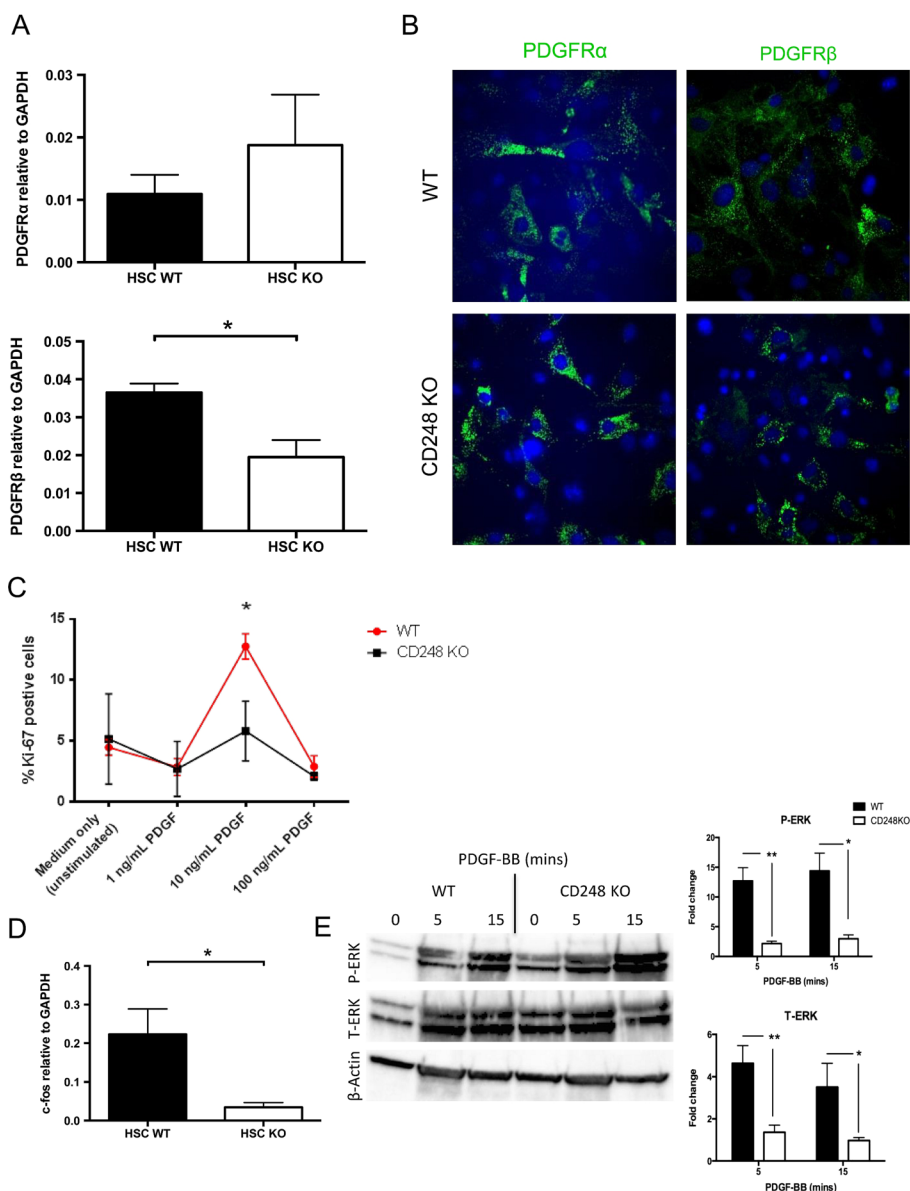 A
PDGFRα relative to GAPDH
0.03
0.02
0.01
0.00
HSC WT
HSC KO
PDGFRβ relative to GAPDH
*
0.05
0.04
0.03
0.02
0.01
0.00
HSC WT
HSC KO
B
PDGFRα
PDGFRβ
WT
CD248 KO
C
%Ki-67 postive cells
15
10
5
0
*
WT
CD248 KO
Medium only
(unstimulated)
1 ng/mL PDGF
10 ng/mL PDGF
100 ng/mL PDGF
D
c-fos relative to GAPDH
*
0.4
0.3
0.2
0.1
0.0
HSC WT
HSC KO
E
PDGF-BB (mins)
WT
CD248 KO
0 5 15 0 5 15
P-ERK
T-ERK
β-Actin
WT
CD248KO
P-ERK
Fold change
20
15
10
5
0
**
*
5
15
PDGF-BB (mins)
T-ERK
Fold change
6
4
2
0
**
*
5
15
PDGF-BB (mins)